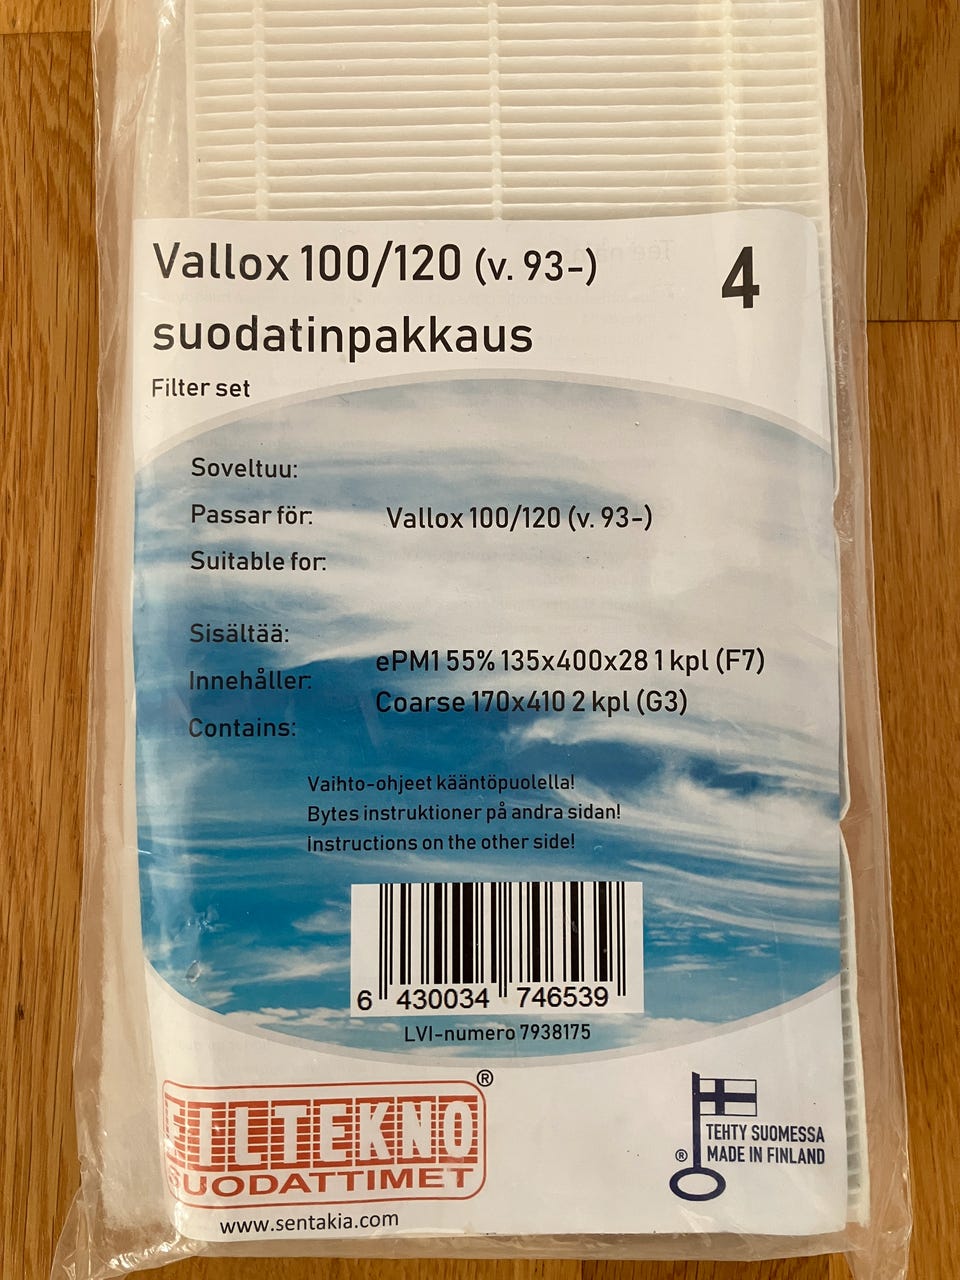 Vallox 100/120 (v. 93-)
4
suodatinpakkaus
Filter set
Soveltuu:
Passar för:
Vallox 100/120 (v. 93-)
Suitable for:
Sisältää:
ePM1 55% 135x400x28 1 kpl (F7)
Innehåller:
Coarse 170x410 2 kpl (G3)
Contains:
Vaihto-ohjeet kääntöpuolella!
Bytes instruktioner på andra sidan!
Instructions on the other side!
6 430034 746539
LVI-numero 7938175
FILTEKNO®
SUODATTIMET
www.sentakia.com
® TEHTY SUOMESSA
MADE IN FINLAND